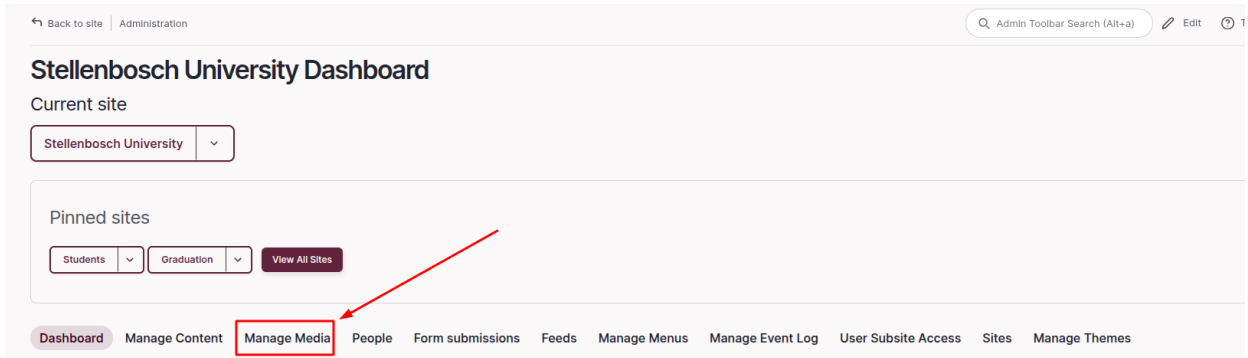 Back to site Administration Admin Toolbar Search (Alt+a) Edit
Stellenbosch University Dashboard
Current site
Stellenbosch University
Pinned sites
Students Graduation View All Sites
Dashboard Manage Content Manage Media People Form submissions Feeds Manage Menus Manage Event Log User Subsite Access Sites Manage Themes